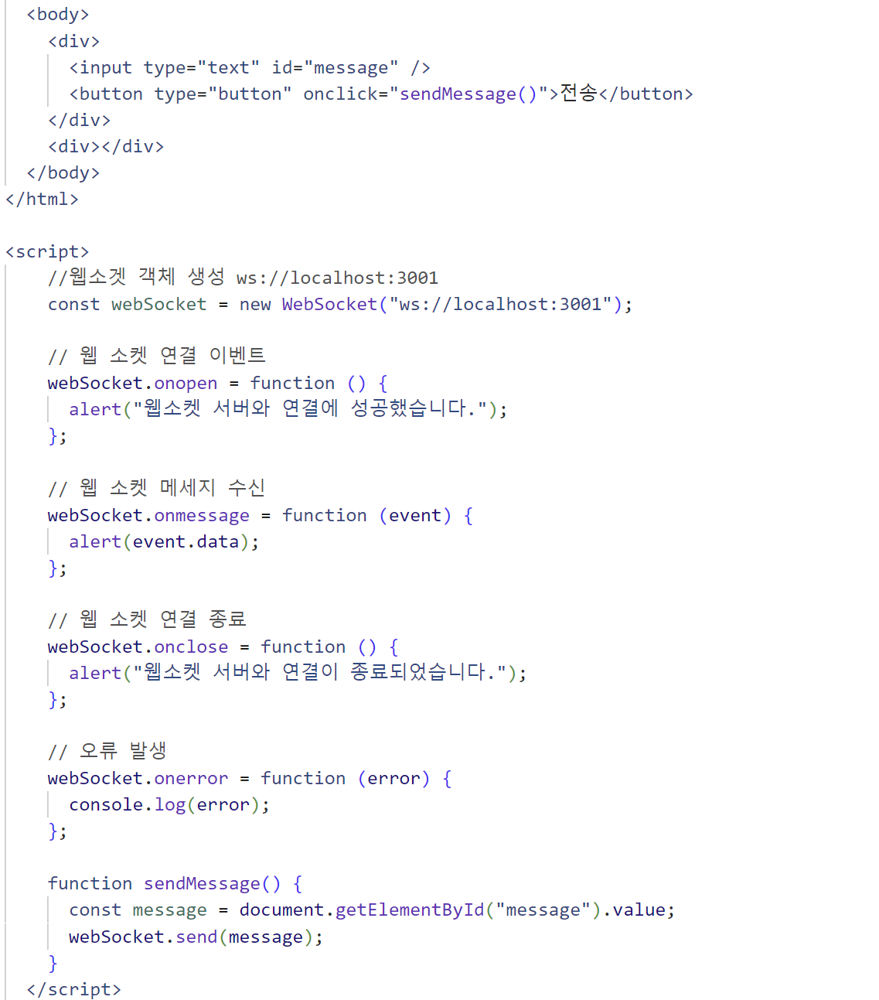 <body>
<div>
<input type="text" id="message" />
<button type="button" onclick="sendMessage()">전송</button>
</div>
<div></div>
</body>
</html>
<script>
//웹소겟 객체 생성 ws://localhost:3001
const webSocket = new WebSocket("ws://localhost:3001");
// 웹 소켓 연결 이벤트
webSocket.onopen = function () {
alert("웹소켓 서버와 연결에 성공했습니다.");
};
// 웹 소켓 메세지 수신
webSocket.onmessage = function (event) {
alert(event.data);
};
// 웹 소켓 연결 종료
webSocket.onclose = function () {
alert("웹소켓 서버와 연결이 종료되었습니다.");
};
// 오류 발생
webSocket.onerror = function (error) {
console.log(error);
};
function sendMessage() {
const message = document.getElementById("message").value;
webSocket.send(message);
}
</script>